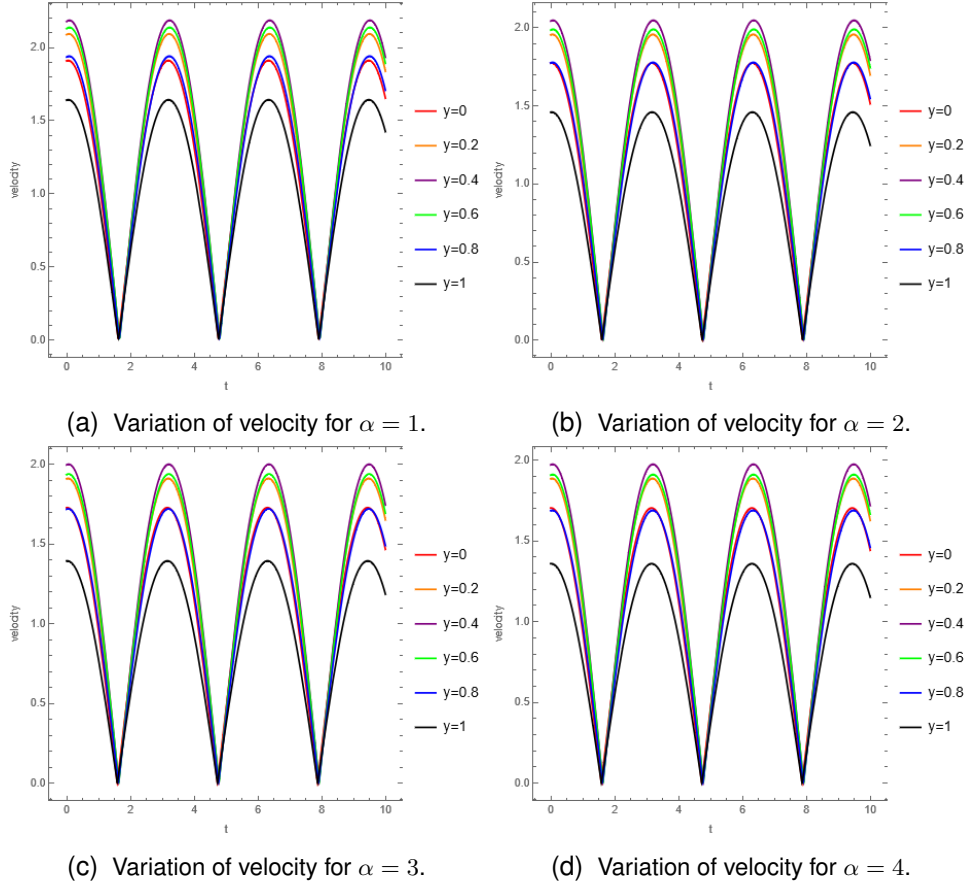 2.0
1.5
1.0
0.5
0.0
velocity
0 2 4 6 8 10
t
y=0
y=0.2
y=0.4
y=0.6
y=0.8
y=1
(a) Variation of velocity for α = 1.
2.0
1.5
1.0
0.5
0.0
velocity
0 2 4 6 8 10
t
y=0
y=0.2
y=0.4
y=0.6
y=0.8
y=1
(b) Variation of velocity for α = 2.
2.0
1.5
1.0
0.5
0.0
velocity
0 2 4 6 8 10
t
y=0
y=0.2
y=0.4
y=0.6
y=0.8
y=1
(c) Variation of velocity for α = 3.
2.0
1.5
1.0
0.5
0.0
velocity
0 2 4 6 8 10
t
y=0
y=0.2
y=0.4
y=0.6
y=0.8
y=1
(d) Variation of velocity for α = 4.